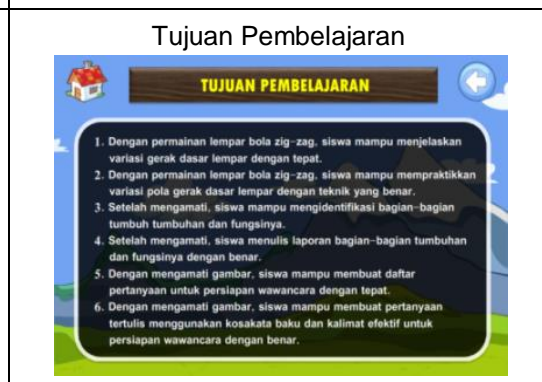 Tujuan Pembelajaran
TUJUAN PEMBELAJARAN
1. Dengan permainan lempar bola zig-zag, siswa mampu menjelaskan
variasi gerak dasar lempar dengan tepat.
2. Dengan permainan lempar bola zig-zag, siswa mampu mempraktikkan
variasi pola gerak dasar lempar dengan teknik yang benar.
3. Setelah mengamati, siswa mampu mengidentifikasi bagian-bagian
tumbuh tumbuhan dan fungsinya.
4. Setelah mengamati, siswa menulis laporan bagian-bagian tumbuhan
dan fungsinya dengan benar.
5. Dengan mengamati gambar, siswa mampu membuat daftar
pertanyaan untuk persiapan wawancara dengan tepat.
6. Dengan mengamati gambar, siswa mampu membuat pertanyaan
tertulis menggunakan kosakata baku dan kalimat efektif untuk
persiapan wawancara dengan benar.